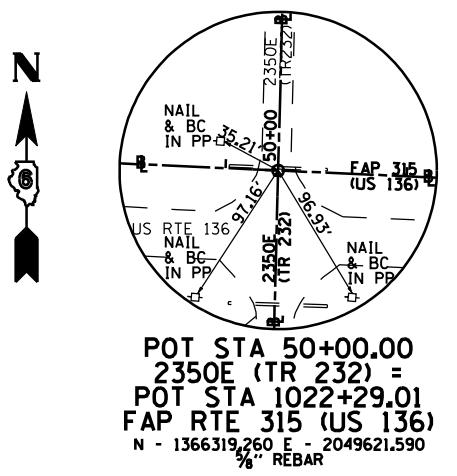 N
6
2350E
(TR232)
NAIL
& BC
IN PP
35.21'
50+00
FAP 315
(US 136)
97.16'
96.93'
US RTE 136
NAIL
& BC
IN PP
2350E
(TR 232)
NAIL
& BC
IN PP
POT STA 50+00.00
2350E (TR 232) =
POT STA 1022+29.01
FAP RTE 315 (US 136)
N - 1366319.260 E - 2049621.590
5/8" REBAR